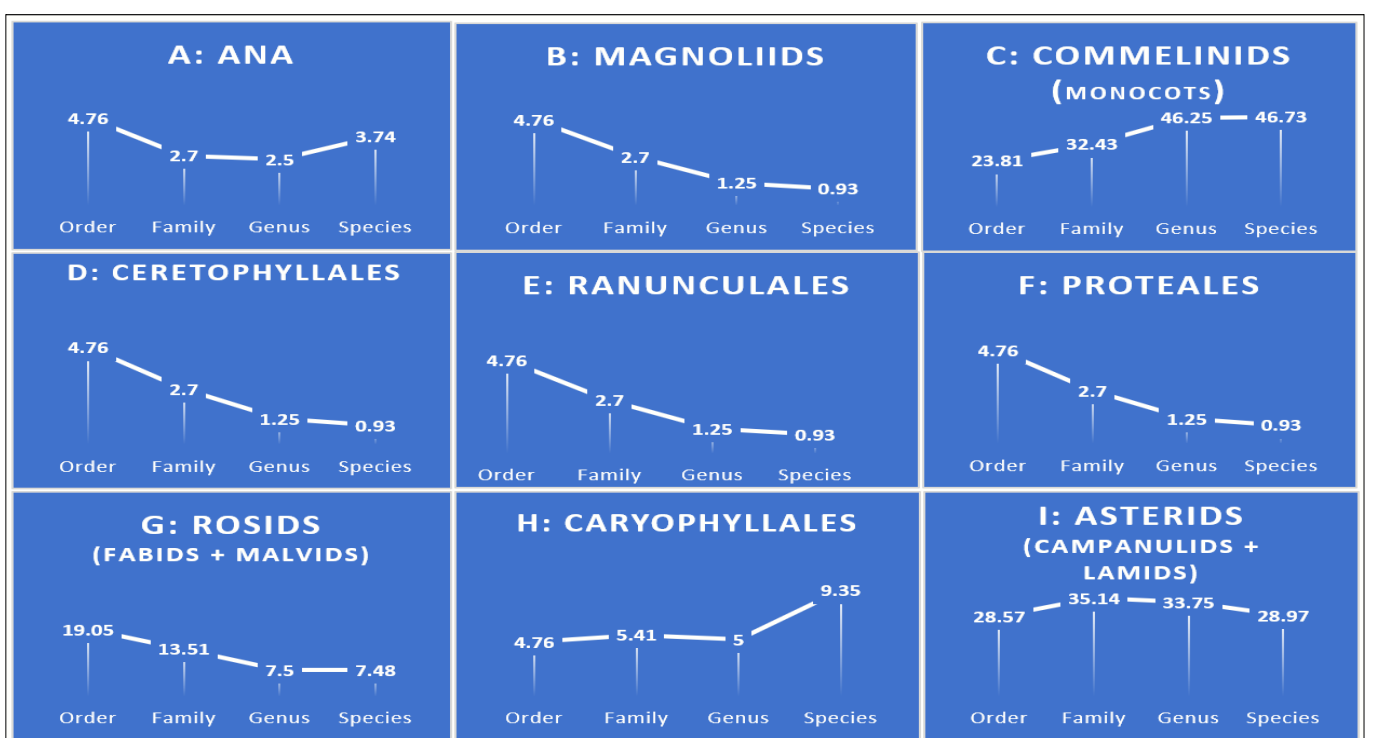 A: ANA
4.76
2.7
2.5
3.74
Order Family Genus Species
B: MAGNOLIIDS
4.76
2.7
1.25
0.93
Order Family Genus Species
C: COMMELINIDS
(MONOCOTS)
23.81
32.43
46.25
46.73
Order Family Genus Species
D: CERETOPHYLLALES
4.76
2.7
1.25
0.93
Order Family Genus Species
E: RANUNCULALES
4.76
2.7
1.25
0.93
Order Family Genus Species
F: PROTEALES
4.76
2.7
1.25
0.93
Order Family Genus Species
G: ROSIDS
(FABIDS + MALVIDS)
19.05
13.51
7.5
7.48
Order Family Genus Species
H: CARYOPHYLLALES
4.76
5.41
5
9.35
Order Family Genus Species
I: ASTERIDS
(CAMPANULIDS +
LAMIDS)
28.57
35.14
33.75
28.97
Order Family Genus Species